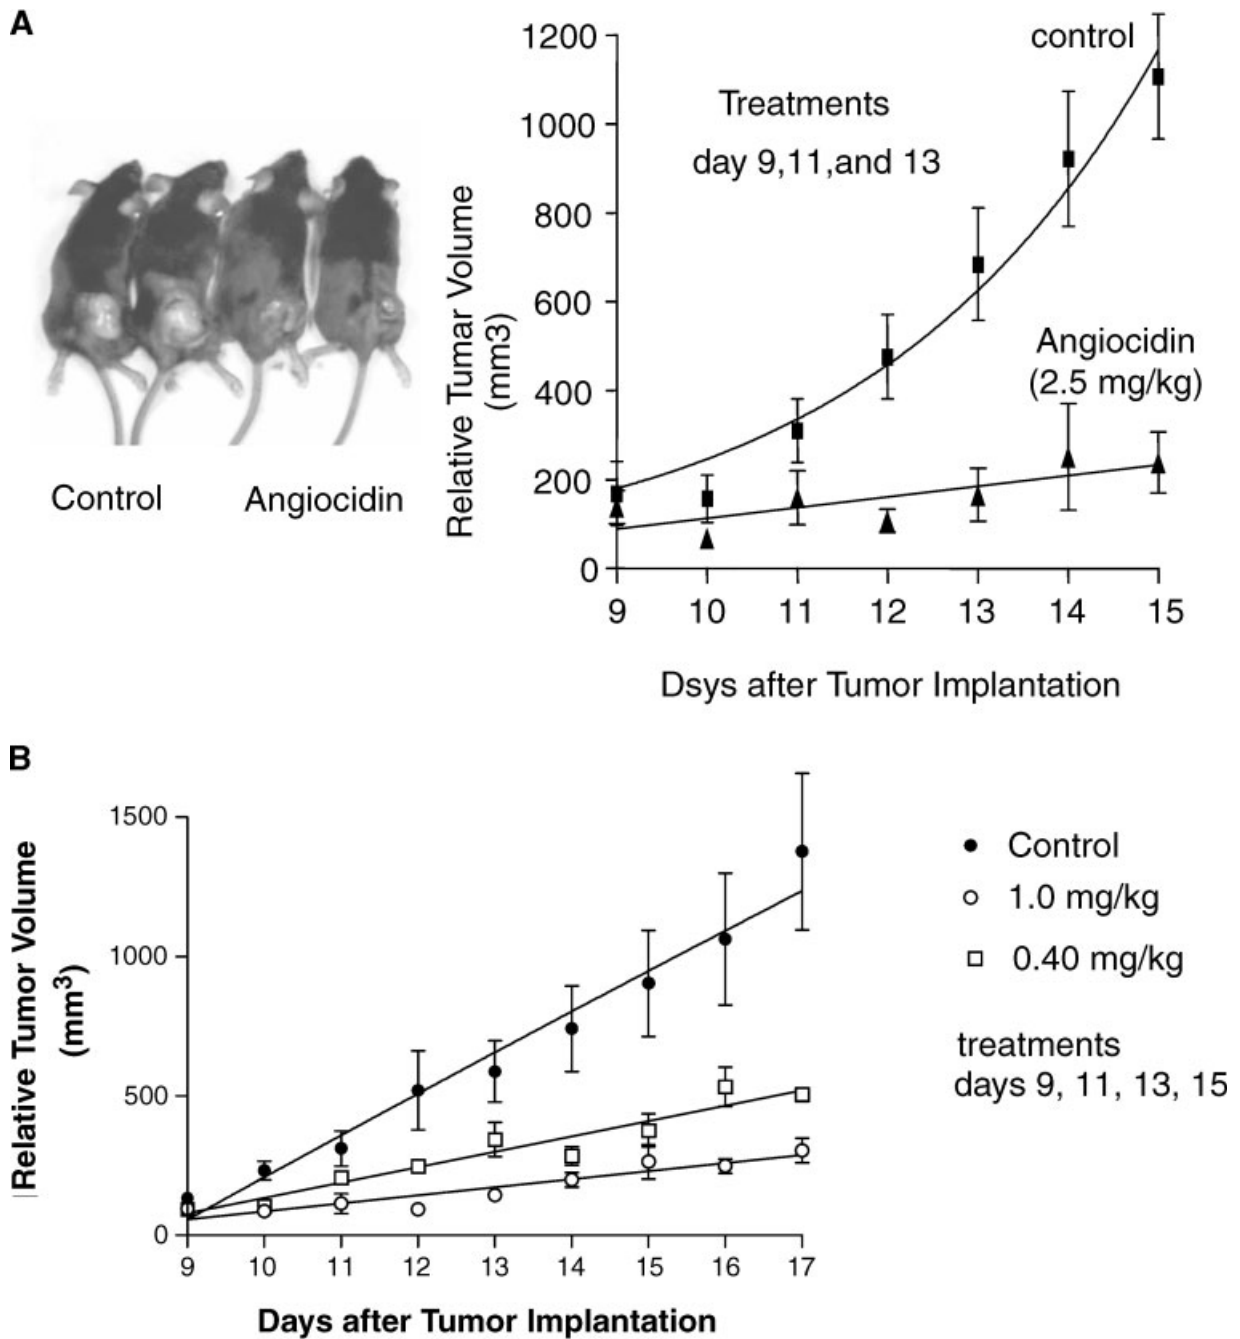 A
1200
1000
800
600
400
200
0
Relative Tumar Volume
(mm3)
Treatments
day 9,11,and 13
control
Angiocidin
(2.5 mg/kg)
9 10 11 12 13 14 15
Dsys after Tumor Implantation
Control Angiocidin
B
1500
1000
500
0
Relative Tumor Volume
(mm³)
9 10 11 12 13 14 15 16 17
Days after Tumor Implantation
Control
1.0 mg/kg
0.40 mg/kg
treatments
days 9, 11, 13, 15